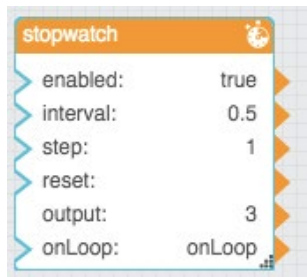 stopwatch
enabled: true
interval: 0.5
step: 1
reset:
output: 3
onLoop: onLoop